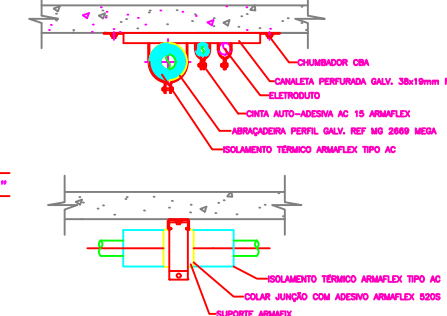 CHUMBADOR CBA
CANALETA PERFURADA GALV. 38x19mm
ELETRODUTO
CINTA AUTO-ADESIVA AC 15 ARMAFLEX
ABRAÇADEIRA PERFIL GALV. REF MG 2669 MEGA
ISOLAMENTO TÉRMICO ARMAFLEX TIPO AC
"
ISOLAMENTO TÉRMICO ARMAFLEX TIPO AC
COLAR JUNÇÃO COM ADESIVO ARMAFLEX 520S
SUPORTE ARMAFIX